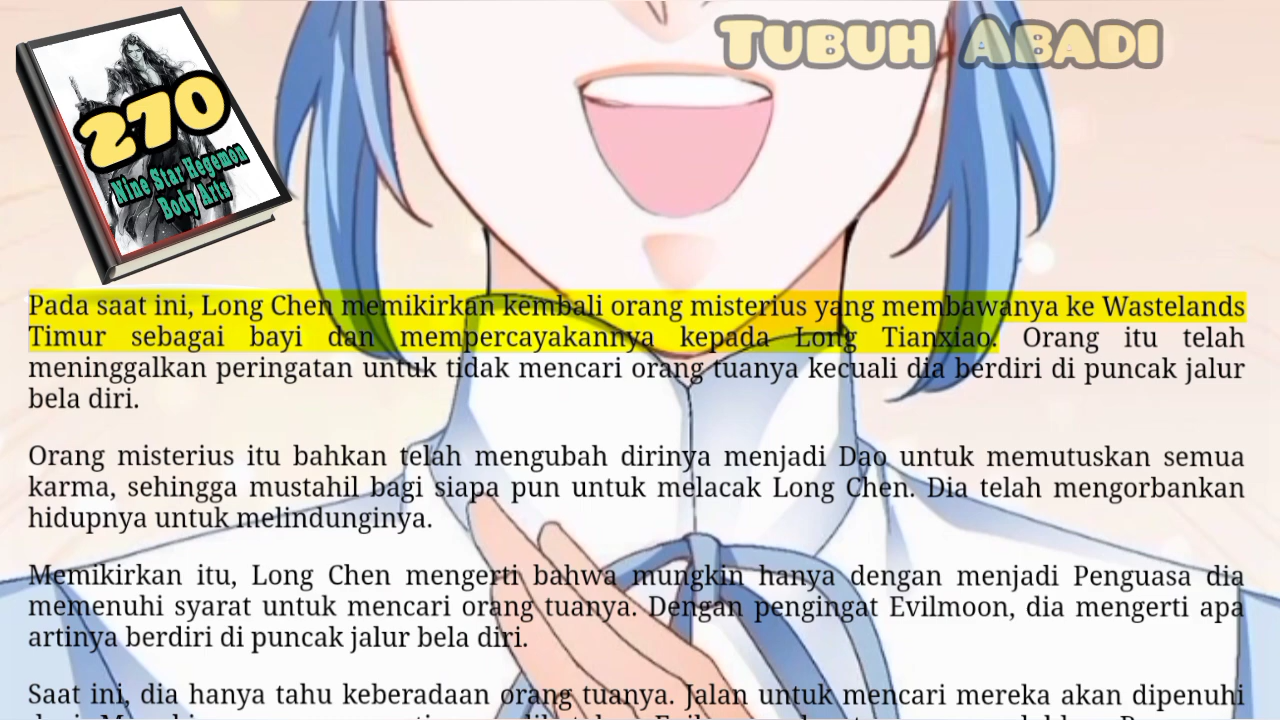 TUBUH ABADI
270
Nine Star Hegemon
Body Arts
Pada saat ini, Long Chen memikirkan kembali orang misterius yang membawanya ke Wastelands
Timur sebagai bayi dan mempercayakannya kepada Long Tianxiao. Orang itu telah
meninggalkan peringatan untuk tidak mencari orang tuanya kecuali dia berdiri di puncak jalur
bela diri.
Orang misterius itu bahkan telah mengubah dirinya menjadi Dao untuk memutuskan semua
karma, sehingga mustahil bagi siapa pun untuk melacak Long Chen. Dia telah mengorbankan
hidupnya untuk melindunginya.
Memikirkan itu, Long Chen mengerti bahwa mungkin hanya dengan menjadi Penguasa dia
memenuhi syarat untuk mencari orang tuanya. Dengan pengingat Evilmoon, dia mengerti apa
artinya berdiri di puncak jalur bela diri.
Saat ini, dia hanya tahu keberadaan orang tuanya. Jalan untuk mencari mereka akan dipenuhi